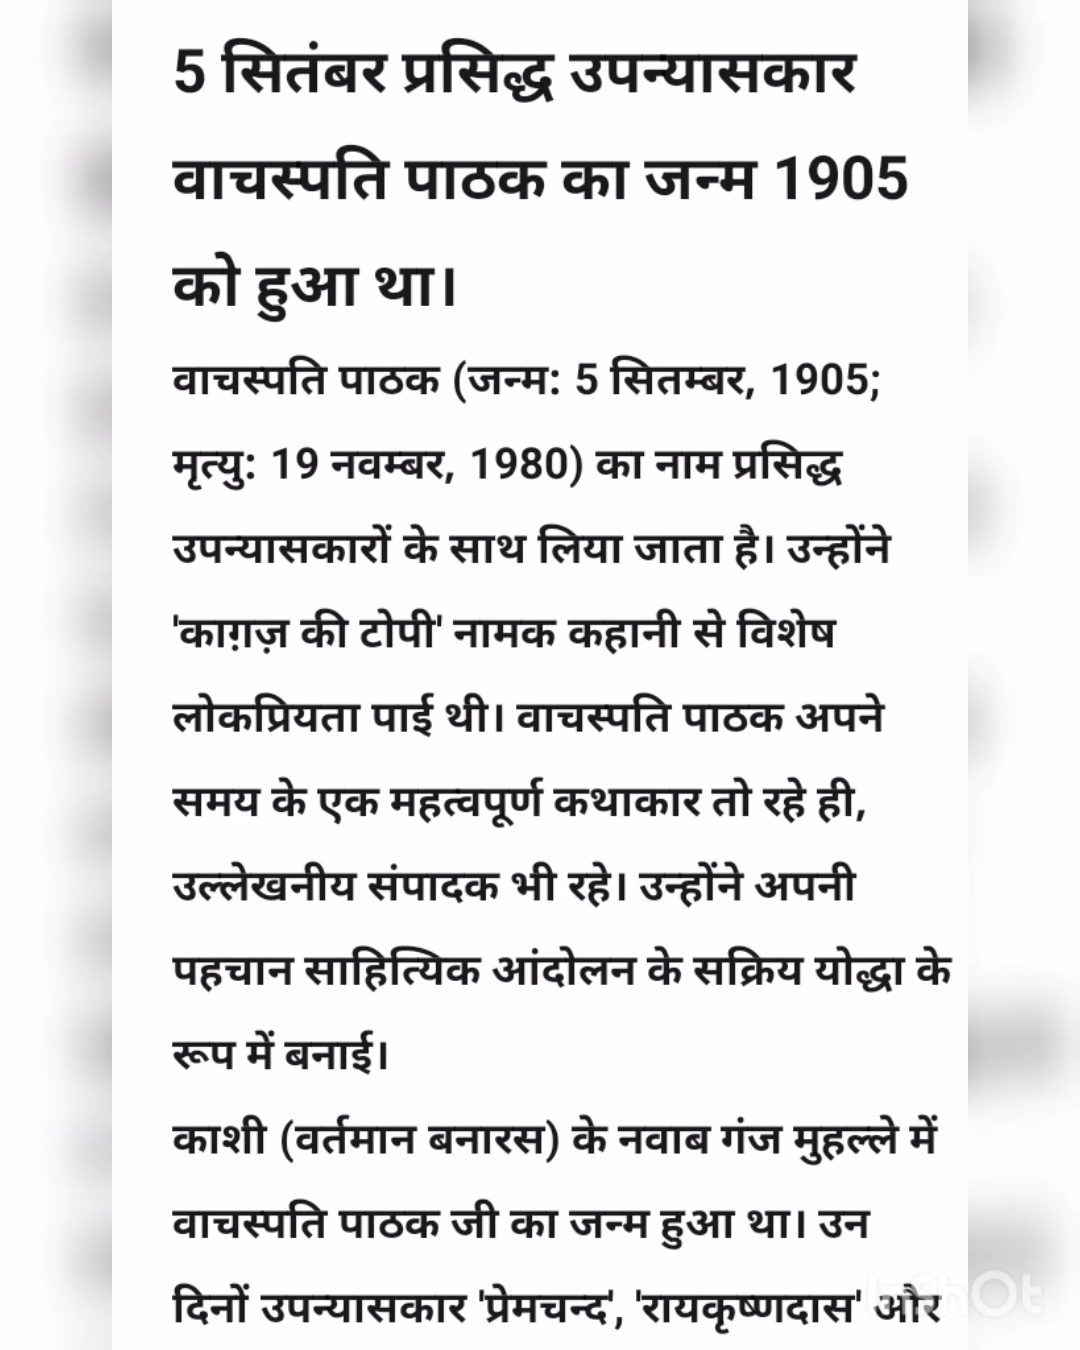 5 सितंबर प्रसिद्ध उपन्यासकार
वाचस्पति पाठक का जन्म 1905
को हुआ था।
वाचस्पति पाठक (जन्म: 5 सितम्बर, 1905;
मृत्यु: 19 नवम्बर, 1980) का नाम प्रसिद्ध
उपन्यासकारों के साथ लिया जाता है। उन्होंने
'काग़ज़ की टोपी' नामक कहानी से विशेष
लोकप्रियता पाई थी। वाचस्पति पाठक अपने
समय के एक महत्वपूर्ण कथाकार तो रहे ही,
उल्लेखनीय संपादक भी रहे। उन्होंने अपनी
पहचान साहित्यिक आंदोलन के सक्रिय योद्धा के
रूप में बनाई।
काशी (वर्तमान बनारस) के नवाब गंज मुहल्ले में
वाचस्पति पाठक जी का जन्म हुआ था। उन
दिनों उपन्यासकार 'प्रेमचन्द', 'रायकृष्णदास' और
InShOt